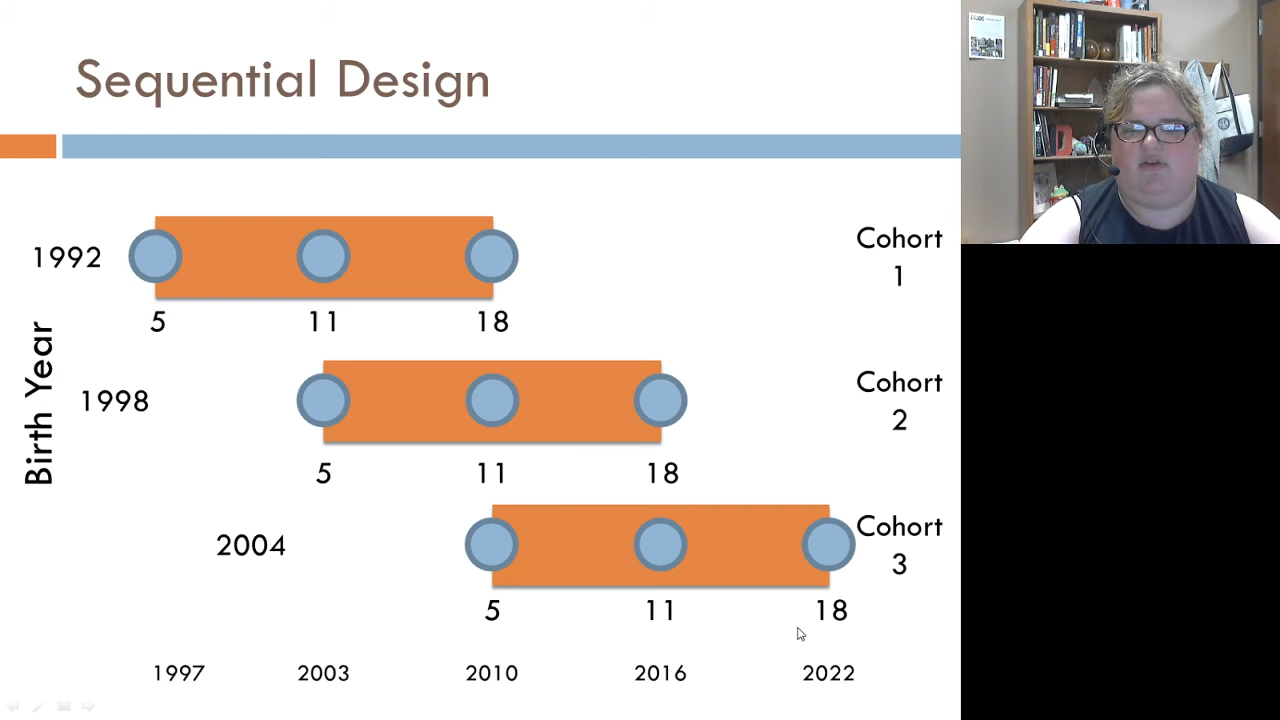 Sequential Design
1992
Cohort
1
5 11 18
Birth Year
1998
Cohort
2
5 11 18
2004
Cohort
3
5 11 18
1997 2003 2010 2016 2022